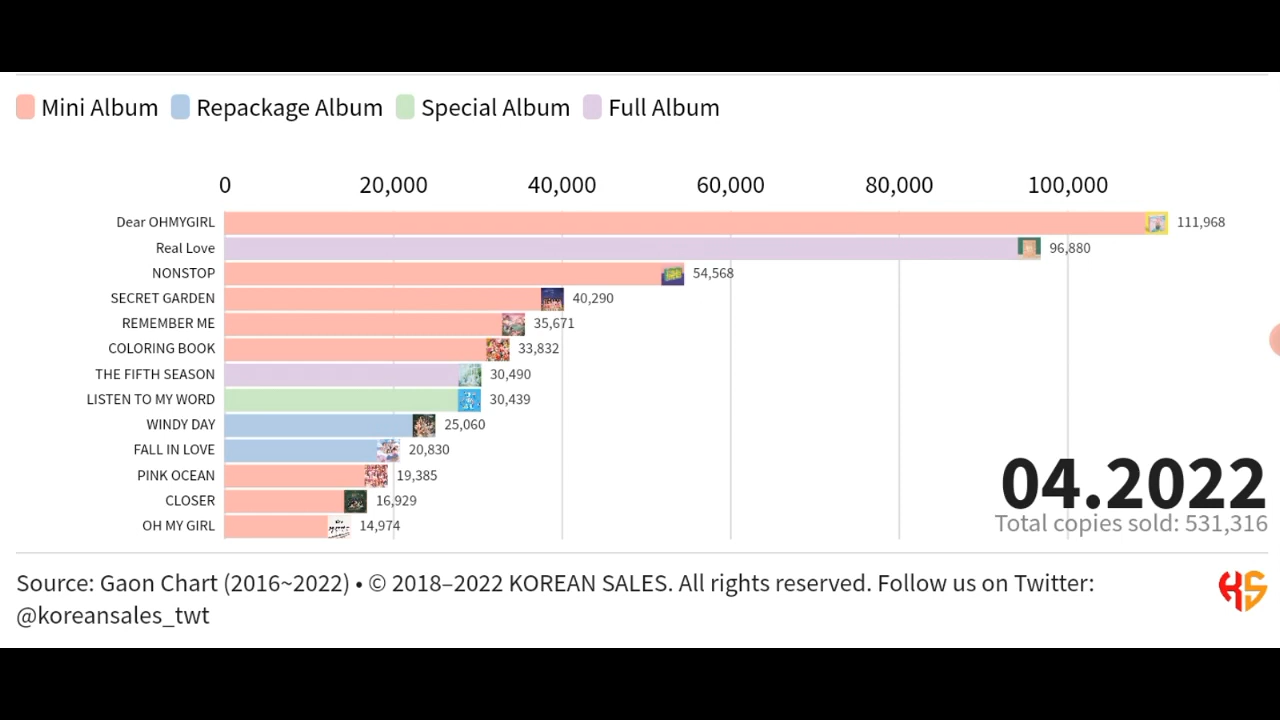 Mini Album Repackage Album Special Album Full Album
0 20,000 40,000 60,000 80,000 100,000
Dear OHMYGIRL 111,968
Real Love 96,880
NONSTOP 54,568
SECRET GARDEN 40,290
REMEMBER ME 35,671
COLORING BOOK 33,832
THE FIFTH SEASON 30,490
LISTEN TO MY WORD 30,439
WINDY DAY 25,060
FALL IN LOVE 20,830
PINK OCEAN 19,385
CLOSER 16,929
OH MY GIRL 14,974
04.2022
Total copies sold: 531,316
Source: Gaon Chart (2016~2022) • © 2018–2022 KOREAN SALES. All rights reserved. Follow us on Twitter:
@koreansales_twt
KS